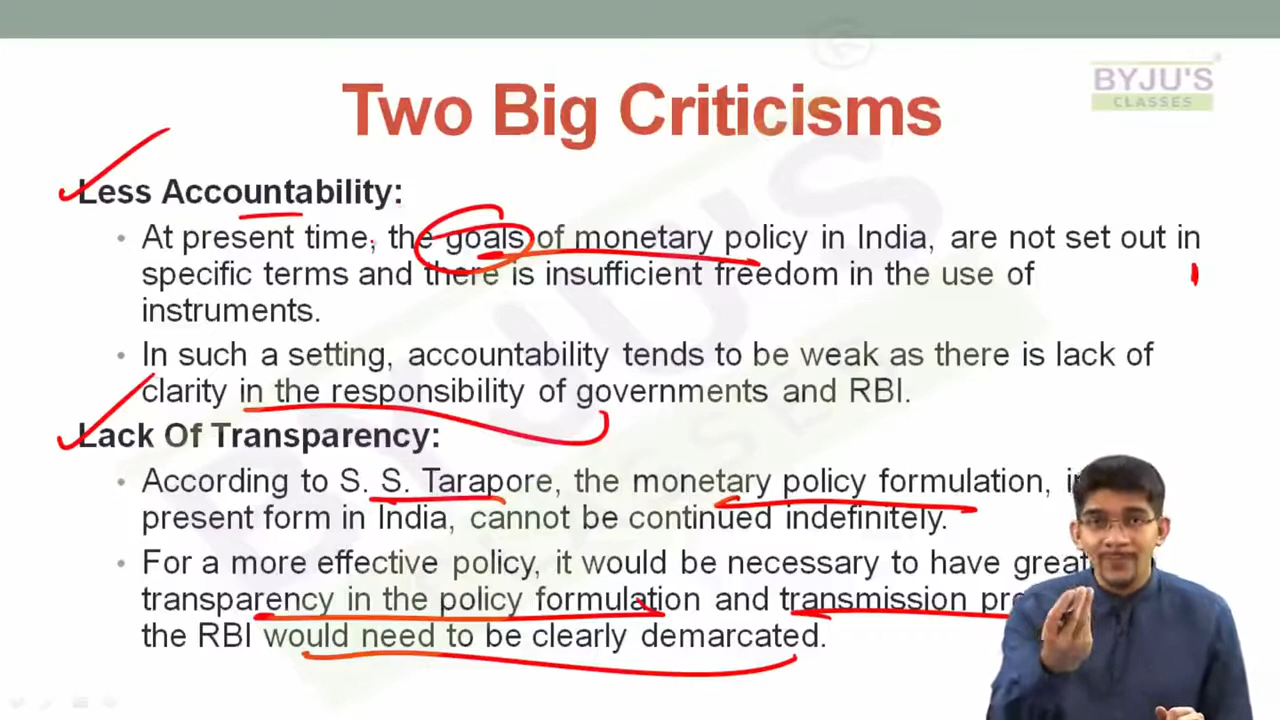 Two Big Criticisms
BYJU'S
CLASSES
Less Accountability:
• At present time, the goals of monetary policy in India, are not set out in
specific terms and there is insufficient freedom in the use of
instruments.
• In such a setting, accountability tends to be weak as there is lack of
clarity in the responsibility of governments and RBI.
Lack Of Transparency:
• According to S. S. Tarapore, the monetary policy formulation,
present form in India, cannot be continued indefinitely.
• For a more effective policy, it would be necessary to have
transparency in the policy formulation and transmission
the RBI would need to be clearly demarcated.